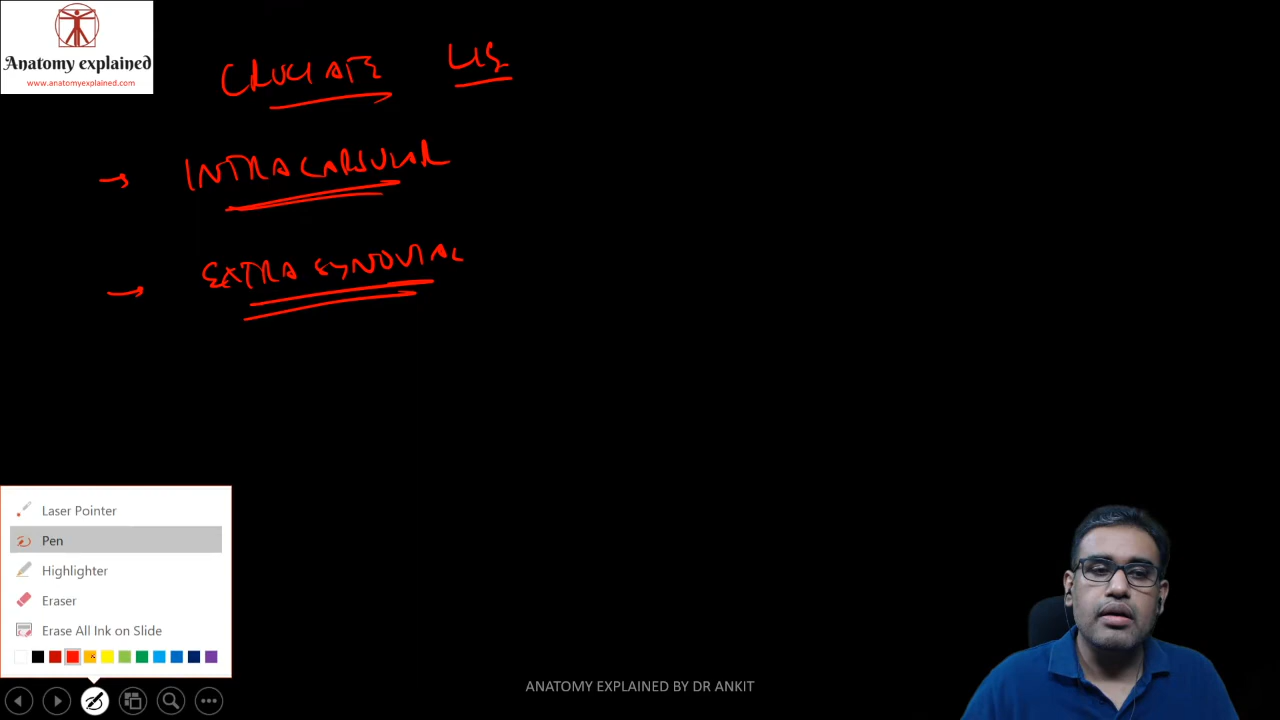 Anatomy explained
www.anatomyexplained.com
CRUCIATE LIG
→ INTRACAPSULAR
→ EXTRA SYNOVIAL
Laser Pointer
Pen
Highlighter
Eraser
Erase All Ink on Slide
ANATOMY EXPLAINED BY DR ANKIT